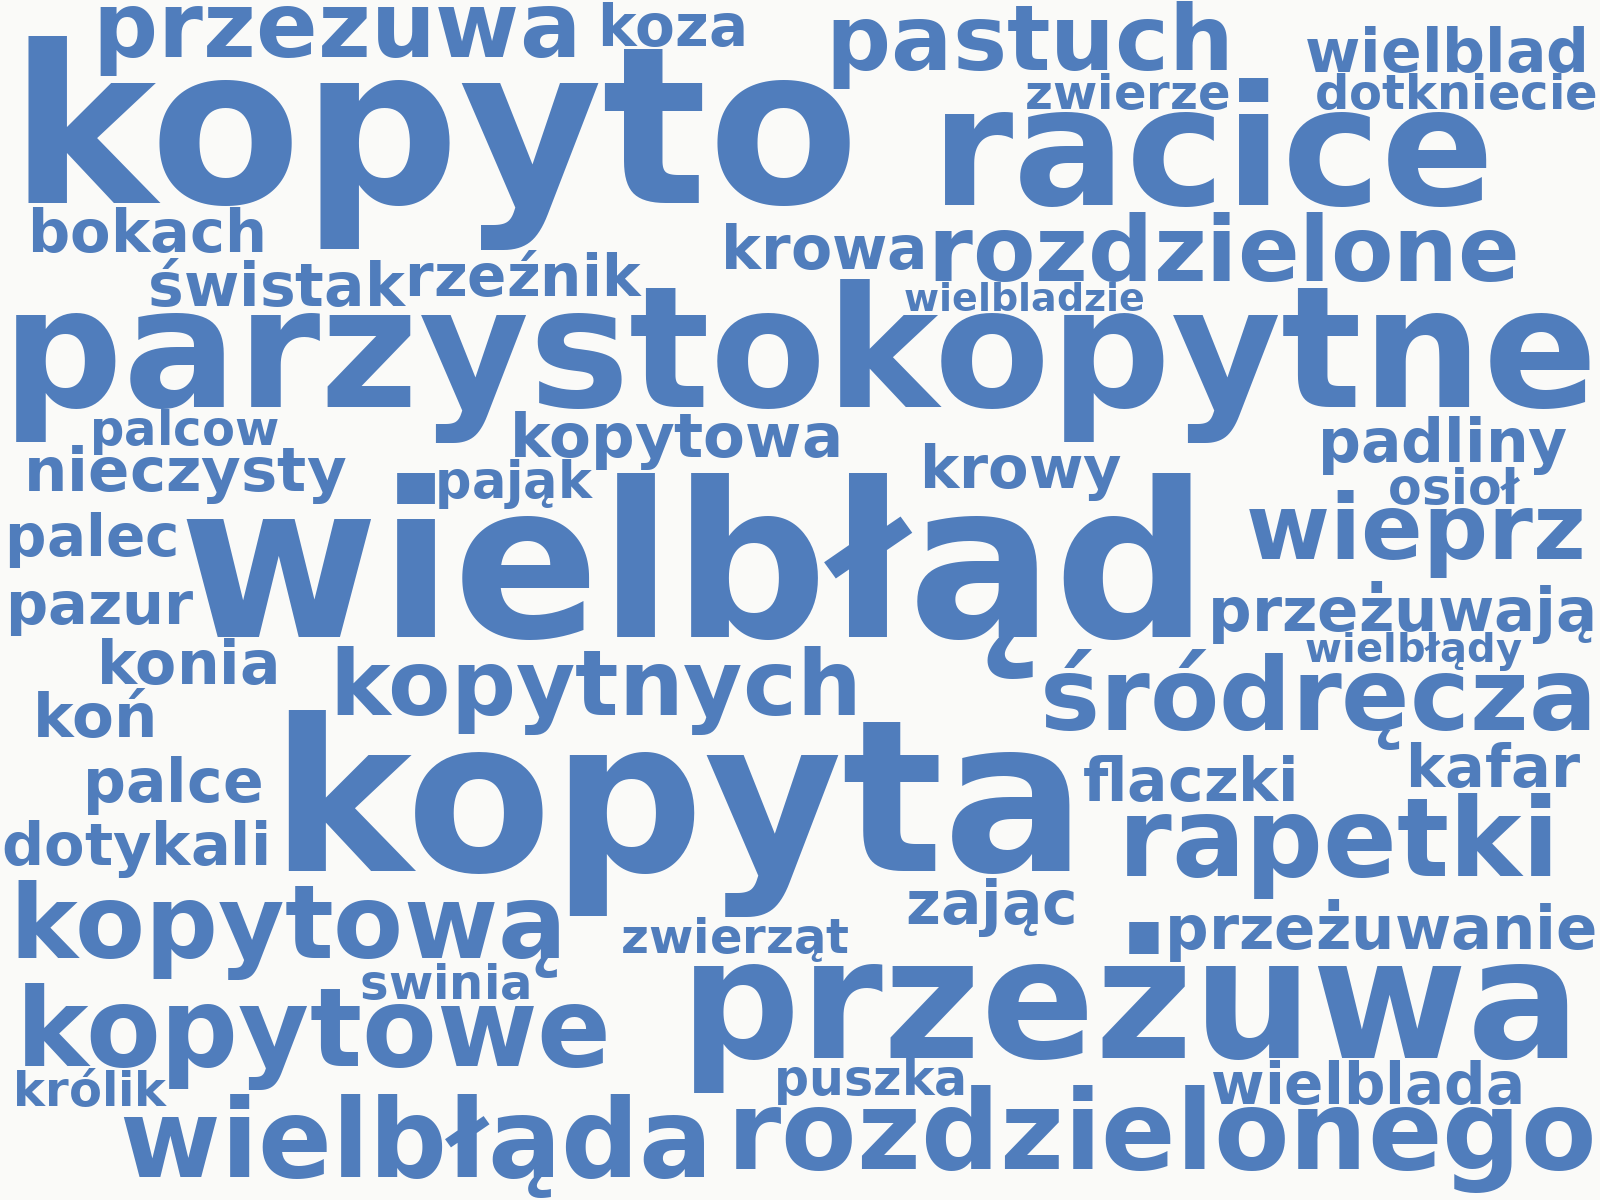 przezuwa
koza
pastuch
wielblad
kopyto
zwierze
dotkniecie
racice
bokach
krowa
rozdzielone
świstak
rzeźnik
wielbladzie
parzystokopytne
palcow
kopytowa
padliny
nieczysty
pająk
krowy
osioł
palec
wielbłąd
wieprz
pazur
przeżuwają
wielbłądy
konia
kopytnych
śródręcza
koń
palce
kopyta
flaczki
kafar
dotykali
rapetki
kopytową
zając
zwierząt
przeżuwanie
swinia
kopytowe
przeżuwa
królik
puszka
wielblada
wielbłąda
rozdzielonego